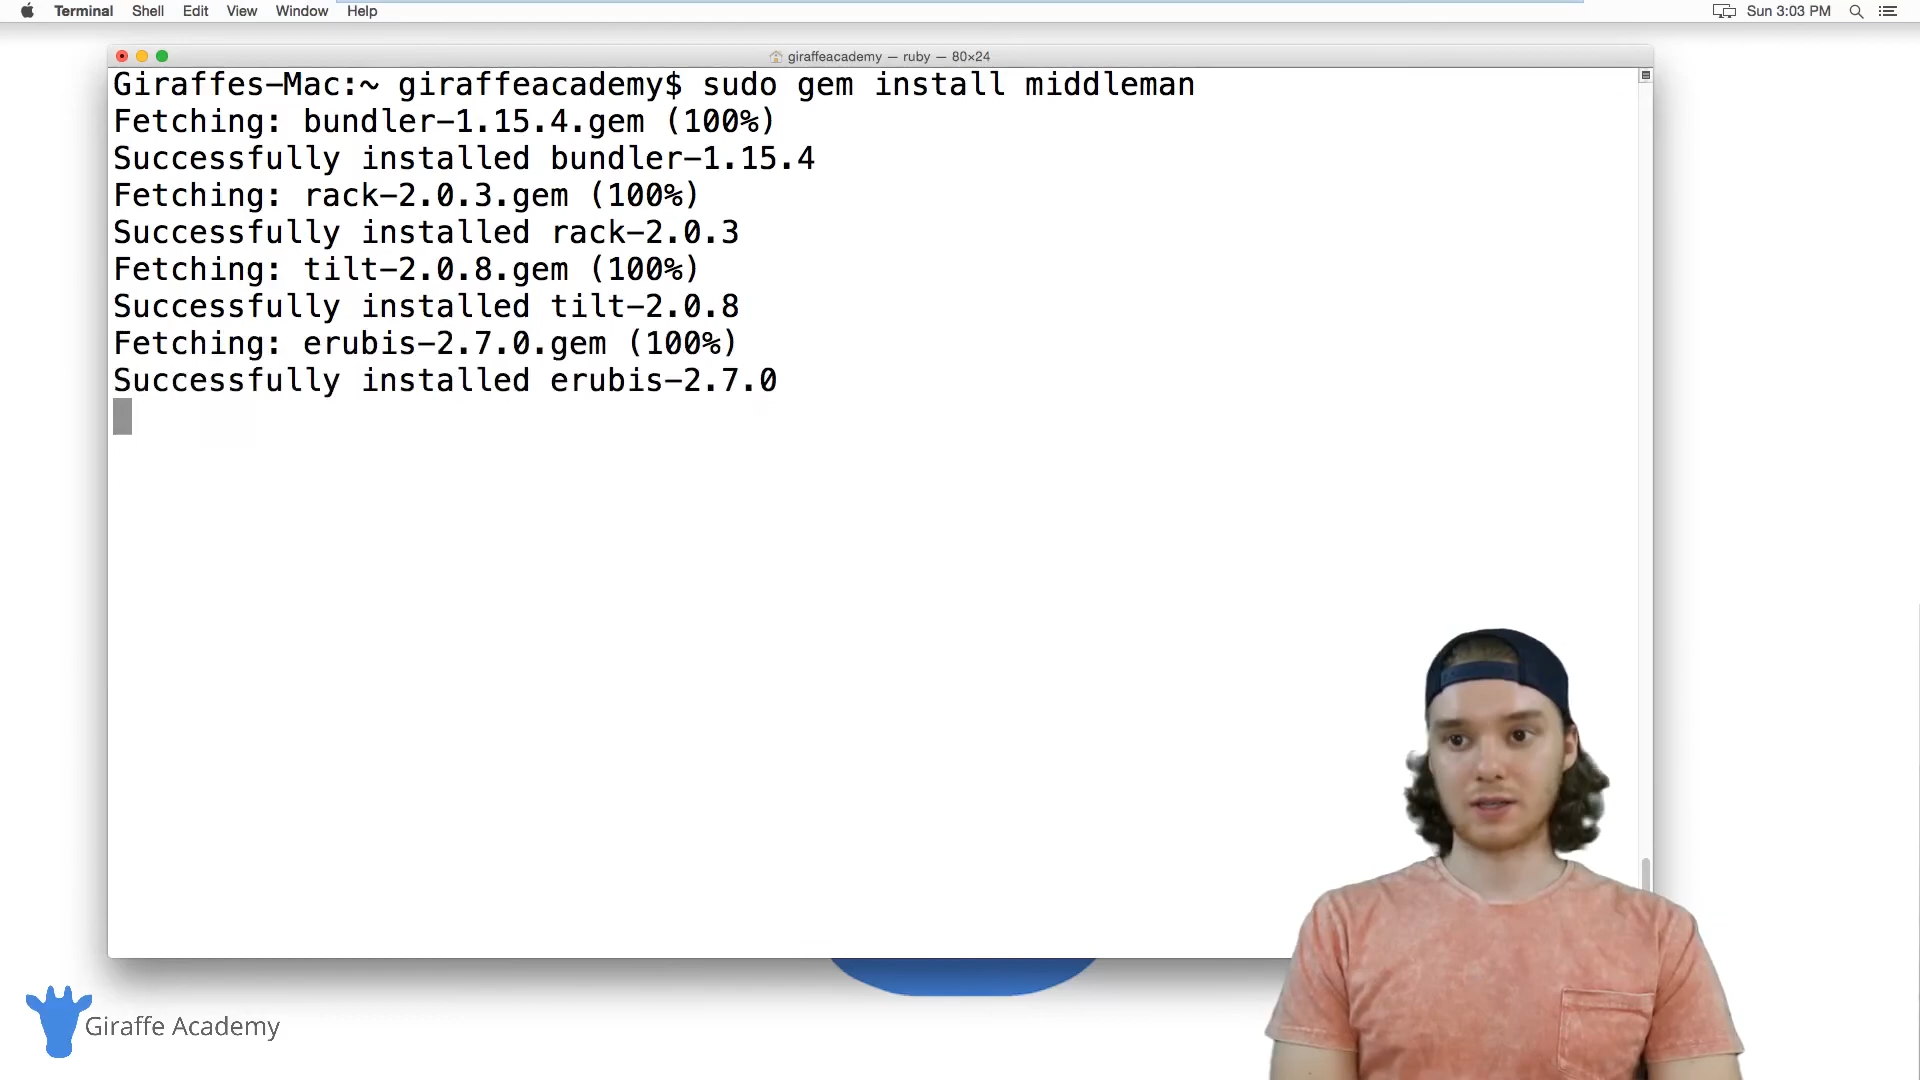 Terminal Shell Edit View Window Help Sun 3:03 PM
giraffeacademy — ruby — 80×24
Giraffes-Mac:~ giraffeacademy$ sudo gem install middleman
Fetching: bundler-1.15.4.gem (100%)
Successfully installed bundler-1.15.4
Fetching: rack-2.0.3.gem (100%)
Successfully installed rack-2.0.3
Fetching: tilt-2.0.8.gem (100%)
Successfully installed tilt-2.0.8
Fetching: erubis-2.7.0.gem (100%)
Successfully installed erubis-2.7.0
Giraffe Academy